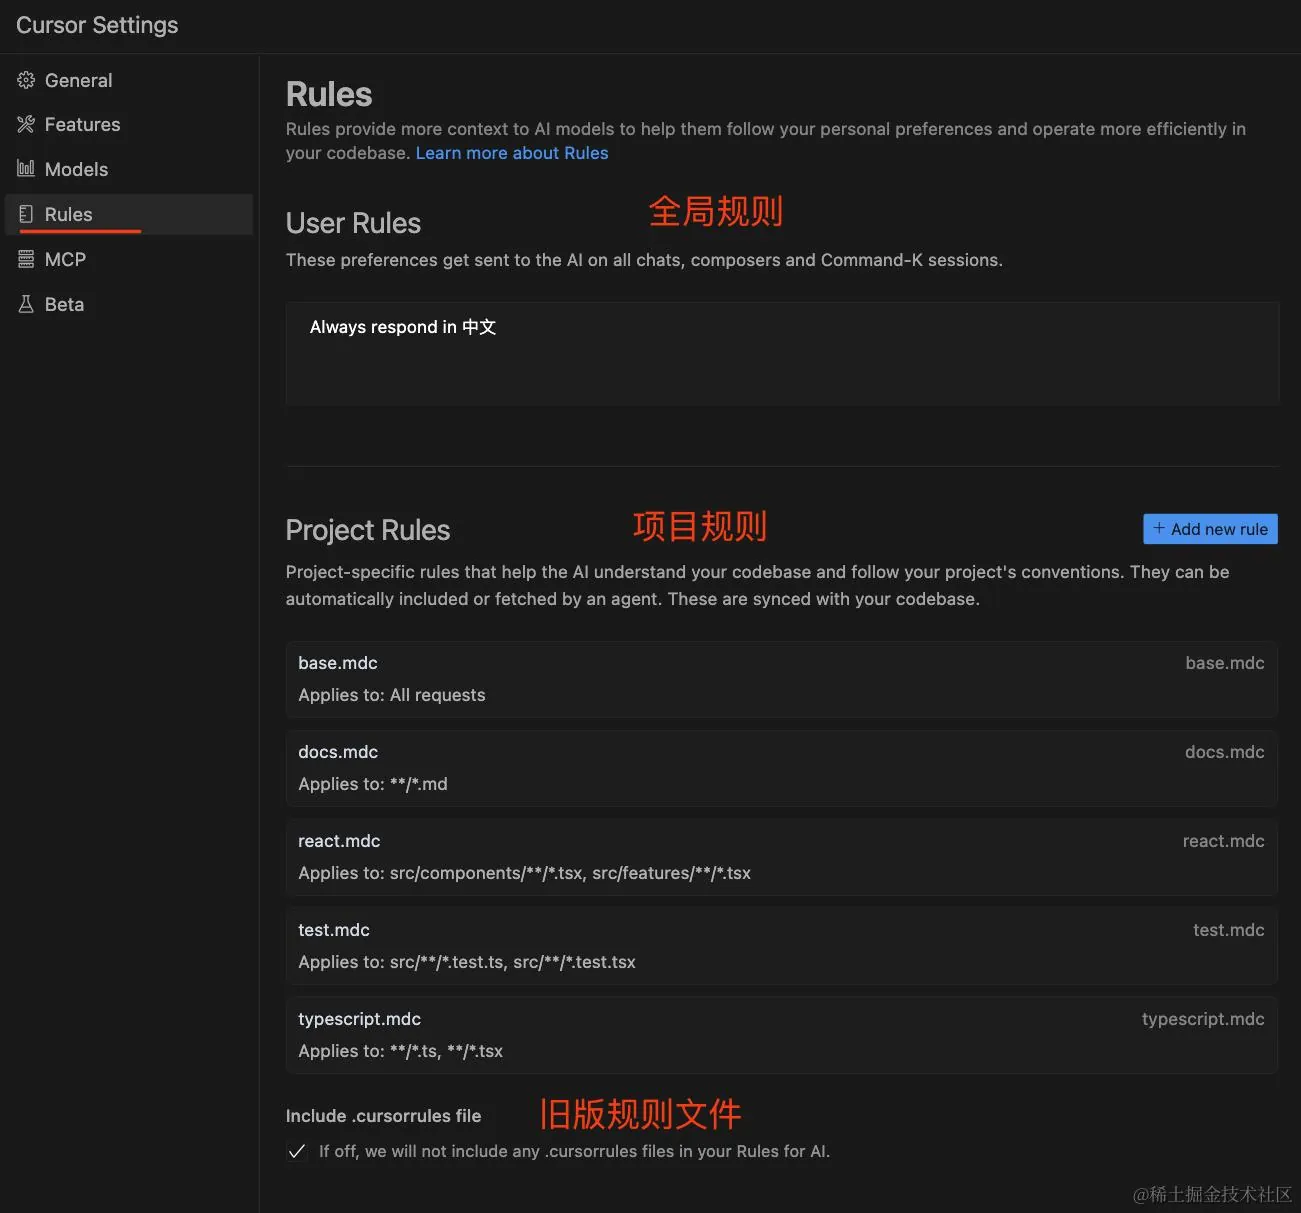 Cursor Settings
General
Features
Models
Rules
MCP
Beta
Rules
Rules provide more context to AI models to help them follow your personal preferences and operate more efficiently in
your codebase. Learn more about Rules
User Rules
全局规则
These preferences get sent to the AI on all chats, composers and Command-K sessions.
Always respond in 中文
Project Rules
项目规则
+ Add new rule
Project-specific rules that help the AI understand your codebase and follow your project's conventions. They can be
automatically included or fetched by an agent. These are synced with your codebase.
base.mdc
base.mdc
Applies to: All requests
docs.mdc
docs.mdc
Applies to: **/*.md
react.mdc
react.mdc
Applies to: src/components/**/*.tsx, src/features/**/*.tsx
test.mdc
test.mdc
Applies to: src/**/*.test.ts, src/**/*.test.tsx
typescript.mdc
typescript.mdc
Applies to: **/*.ts, **/*.tsx
Include .cursorrules file
旧版规则文件
If off, we will not include any .cursorrules files in your Rules for AI.
@稀土掘金技术社区